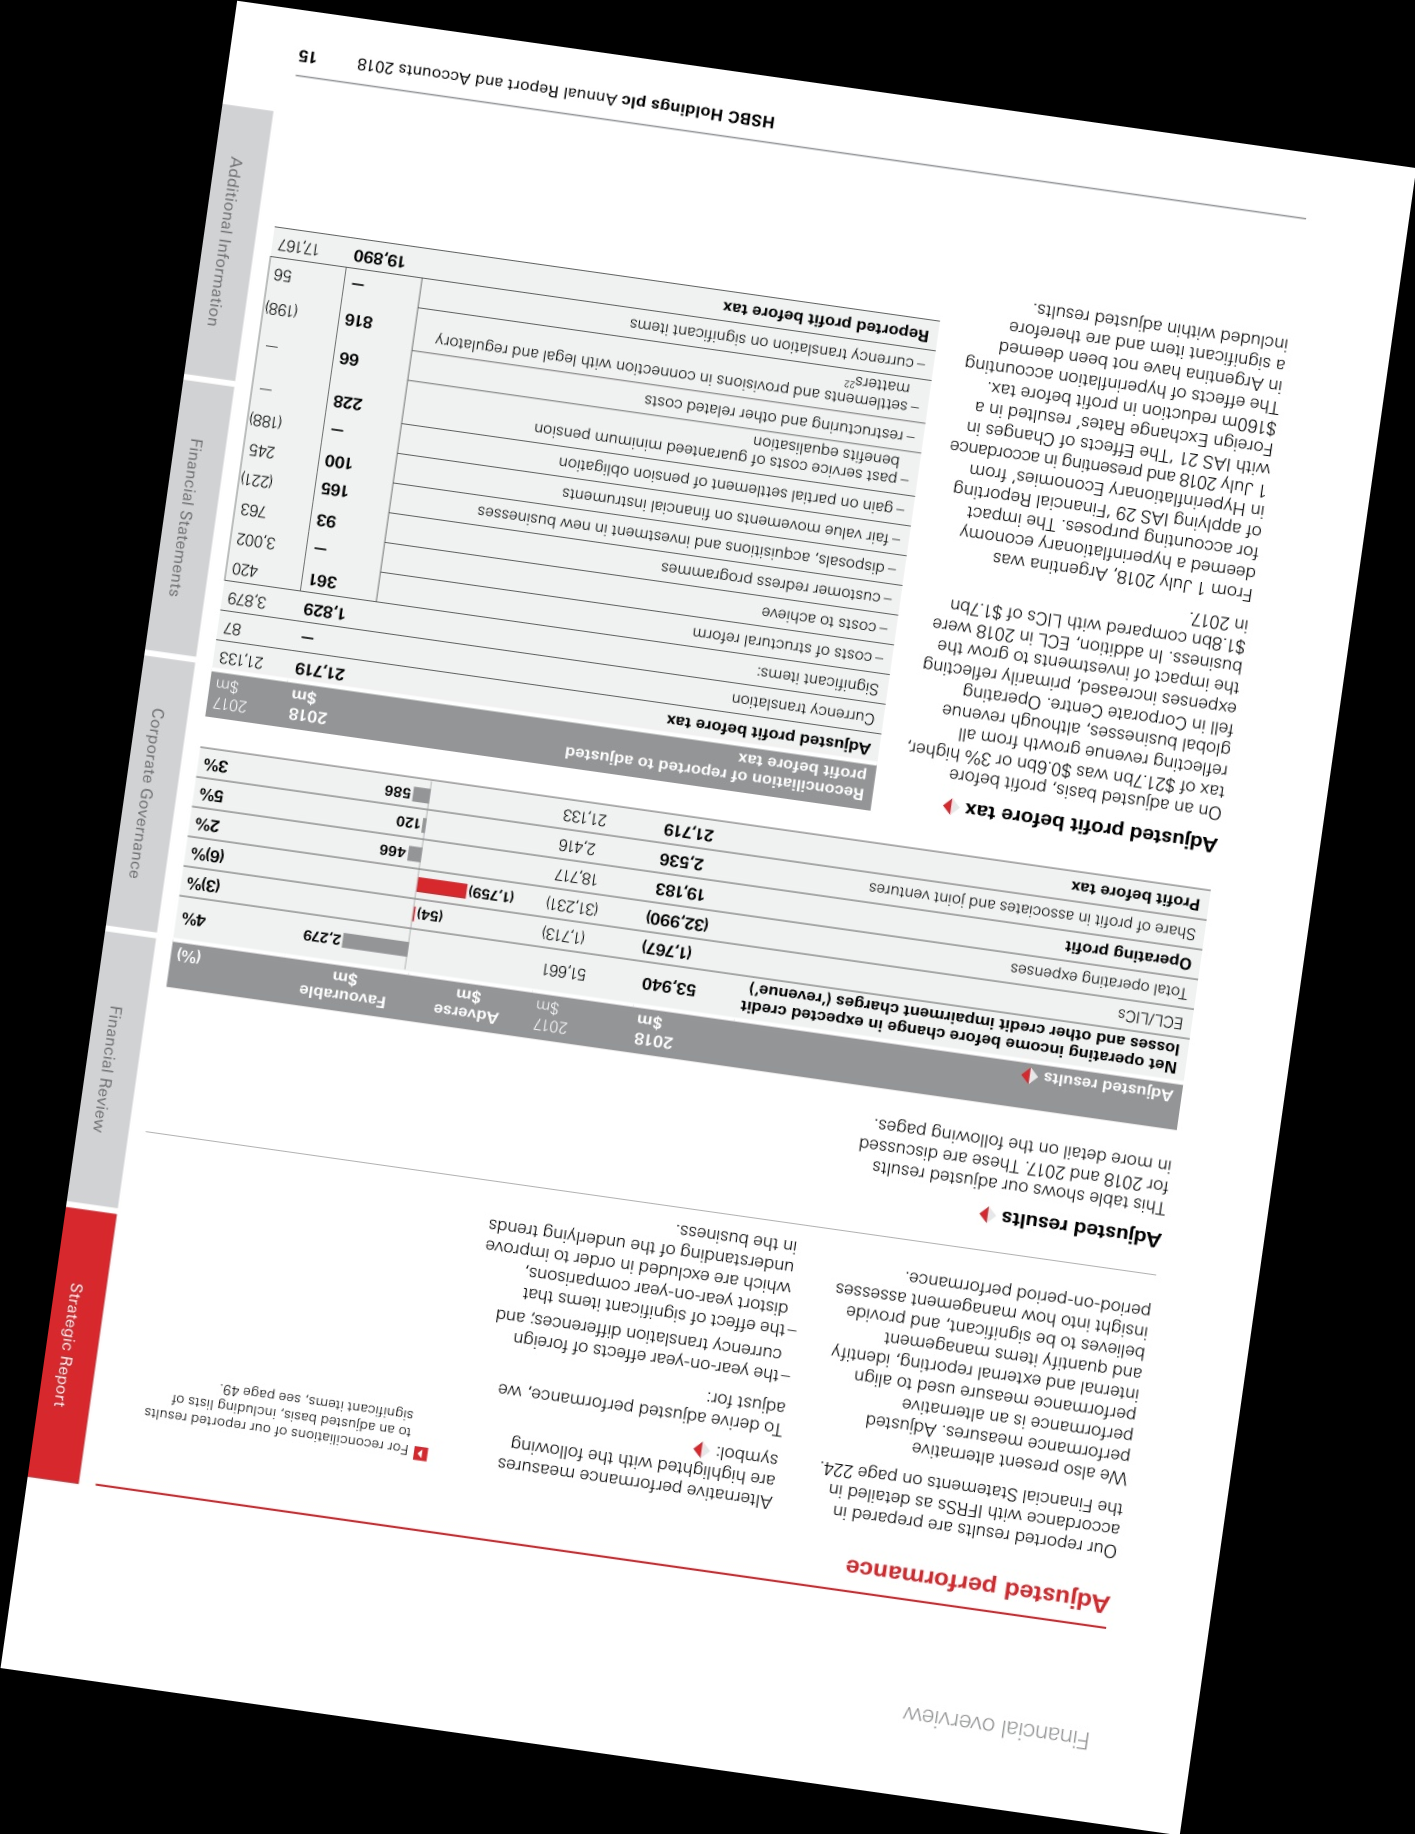 Financial overview
Adjusted performance
Our reported results are prepared in
accordance with IFRSs as detailed in
the Financial Statements on page 224.
We also present alternative
performance measures. Adjusted
performance is an alternative
performance measure used to align
internal and external reporting, identify
and quantify items management
believes to be significant, and provide
insight into how management assesses
period-on-period performance.
Alternative performance measures
are highlighted with the following
symbol:
To derive adjusted performance, we
adjust for:
– the year-on-year effects of foreign
currency translation differences; and
– the effect of significant items that
distort year-on-year comparisons,
which are excluded in order to improve
understanding of the underlying trends
in the business.
For reconciliations of our reported results
to an adjusted basis, including lists of
significant items, see page 49.
Adjusted results
This table shows our adjusted results
for 2018 and 2017. These are discussed
in more detail on the following pages.
Adjusted results 2018 $m 2017 $m Adverse $m Favourable $m (%)
Net operating income before change in expected credit
losses and other credit impairment charges ('revenue') 53,940 51,661 2,279 4%
ECL/LICs (1,767) (1,713) (54) (3)%
Total operating expenses (32,990) (31,231) (1,759) (6)%
Operating profit 19,183 18,717 466 2%
Share of profit in associates and joint ventures 2,536 2,416 120 5%
Profit before tax 21,719 21,133 586 3%
Adjusted profit before tax
On an adjusted basis, profit before
tax of $21.7bn was $0.6bn or 3% higher,
reflecting revenue growth from all
global businesses, although revenue
fell in Corporate Centre. Operating
expenses increased, primarily reflecting
the impact of investments to grow the
business. In addition, ECL in 2018 were
$1.8bn compared with LICs of $1.7bn
in 2017.
From 1 July 2018, Argentina was
deemed a hyperinflationary economy
for accounting purposes. The impact
of applying IAS 29 'Financial Reporting
in Hyperinflationary Economies' from
1 July 2018 and presenting in accordance
with IAS 21 'The Effects of Changes in
Foreign Exchange Rates' resulted in a
$160m reduction in profit before tax.
The effects of hyperinflation accounting
in Argentina have not been deemed
a significant item and are therefore
included within adjusted results.
Reconciliation of reported to adjusted
profit before tax 2018 $m 2017 $m
Adjusted profit before tax 21,719 21,133
Currency translation – 87
Significant items: 1,829 3,879
– costs of structural reform 361 420
– costs to achieve – 3,002
– customer redress programmes 93 763
– disposals, acquisitions and investment in new businesses 165 (221)
– fair value movements on financial instruments 100 245
– gain on partial settlement of pension obligation – (188)
– past service costs of guaranteed minimum pension
benefits equalisation 228 –
– restructuring and other related costs 66 –
– settlements and provisions in connection with legal and regulatory
matters22 816 (198)
– currency translation on significant items – 56
Reported profit before tax 19,890 17,167
Strategic Report
Financial Review
Corporate Governance
Financial Statements
Additional Information
HSBC Holdings plc Annual Report and Accounts 2018 15